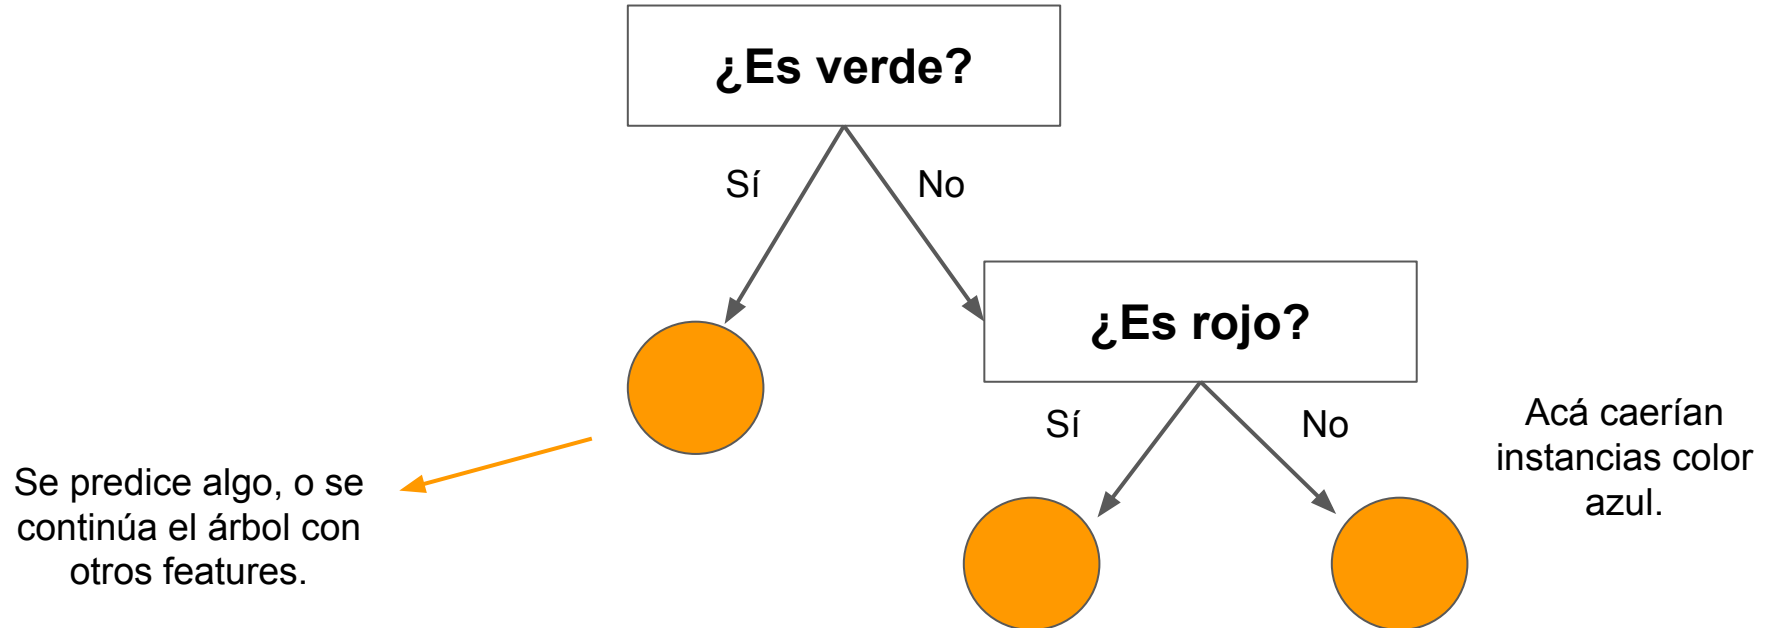 ¿Es verde?
Sí
No
¿Es rojo?
Sí
No
Acá caerían
instancias color
azul.
Se predice algo, o se
continúa el árbol con
otros features.